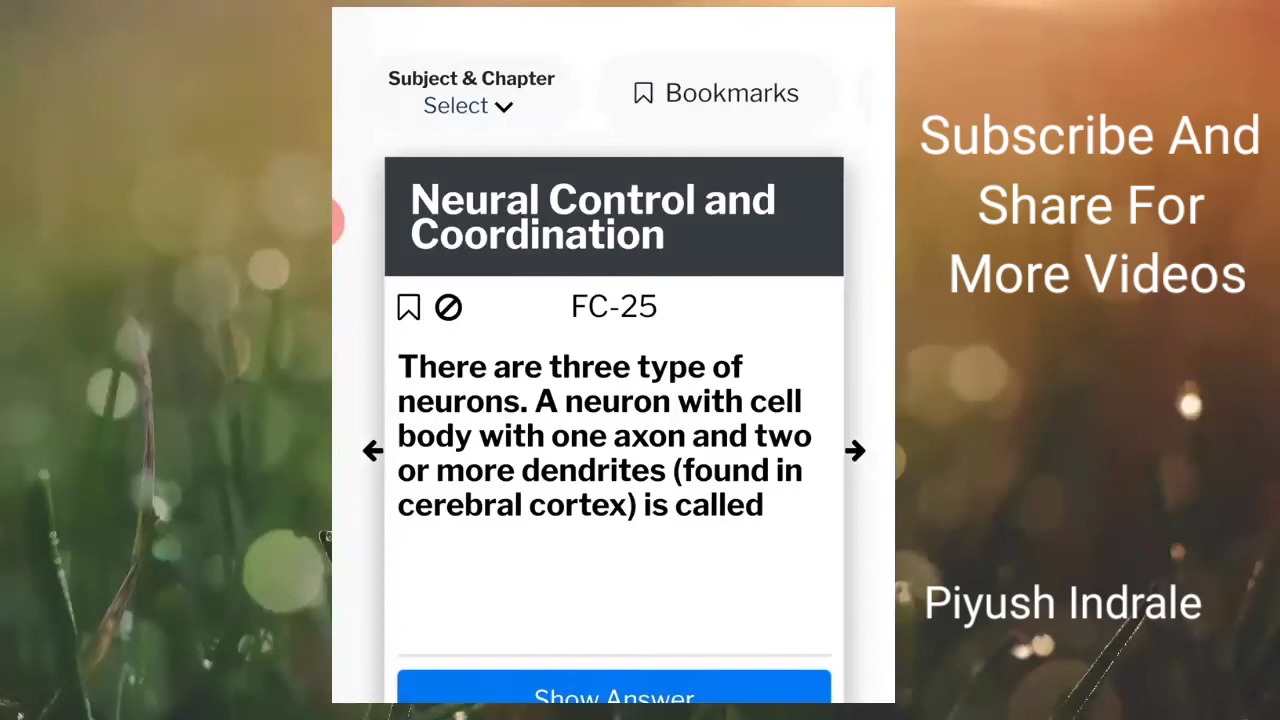 Subject & Chapter
Select
Bookmarks
Neural Control and
Coordination
FC-25
There are three type of
neurons. A neuron with cell
body with one axon and two
or more dendrites (found in
cerebral cortex) is called
Show Answer
Subscribe And
Share For
More Videos
Piyush Indrale